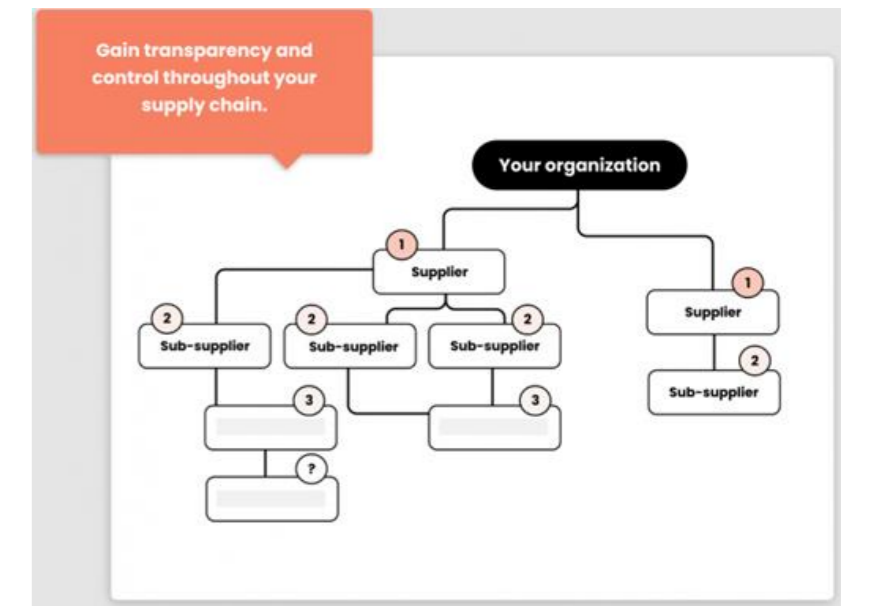 Gain transparency and
control throughout your
supply chain.
Your organization
1
Supplier
1
Supplier
2
Sub-supplier
2
Sub-supplier
2
Sub-supplier
2
Sub-supplier
3
3
?